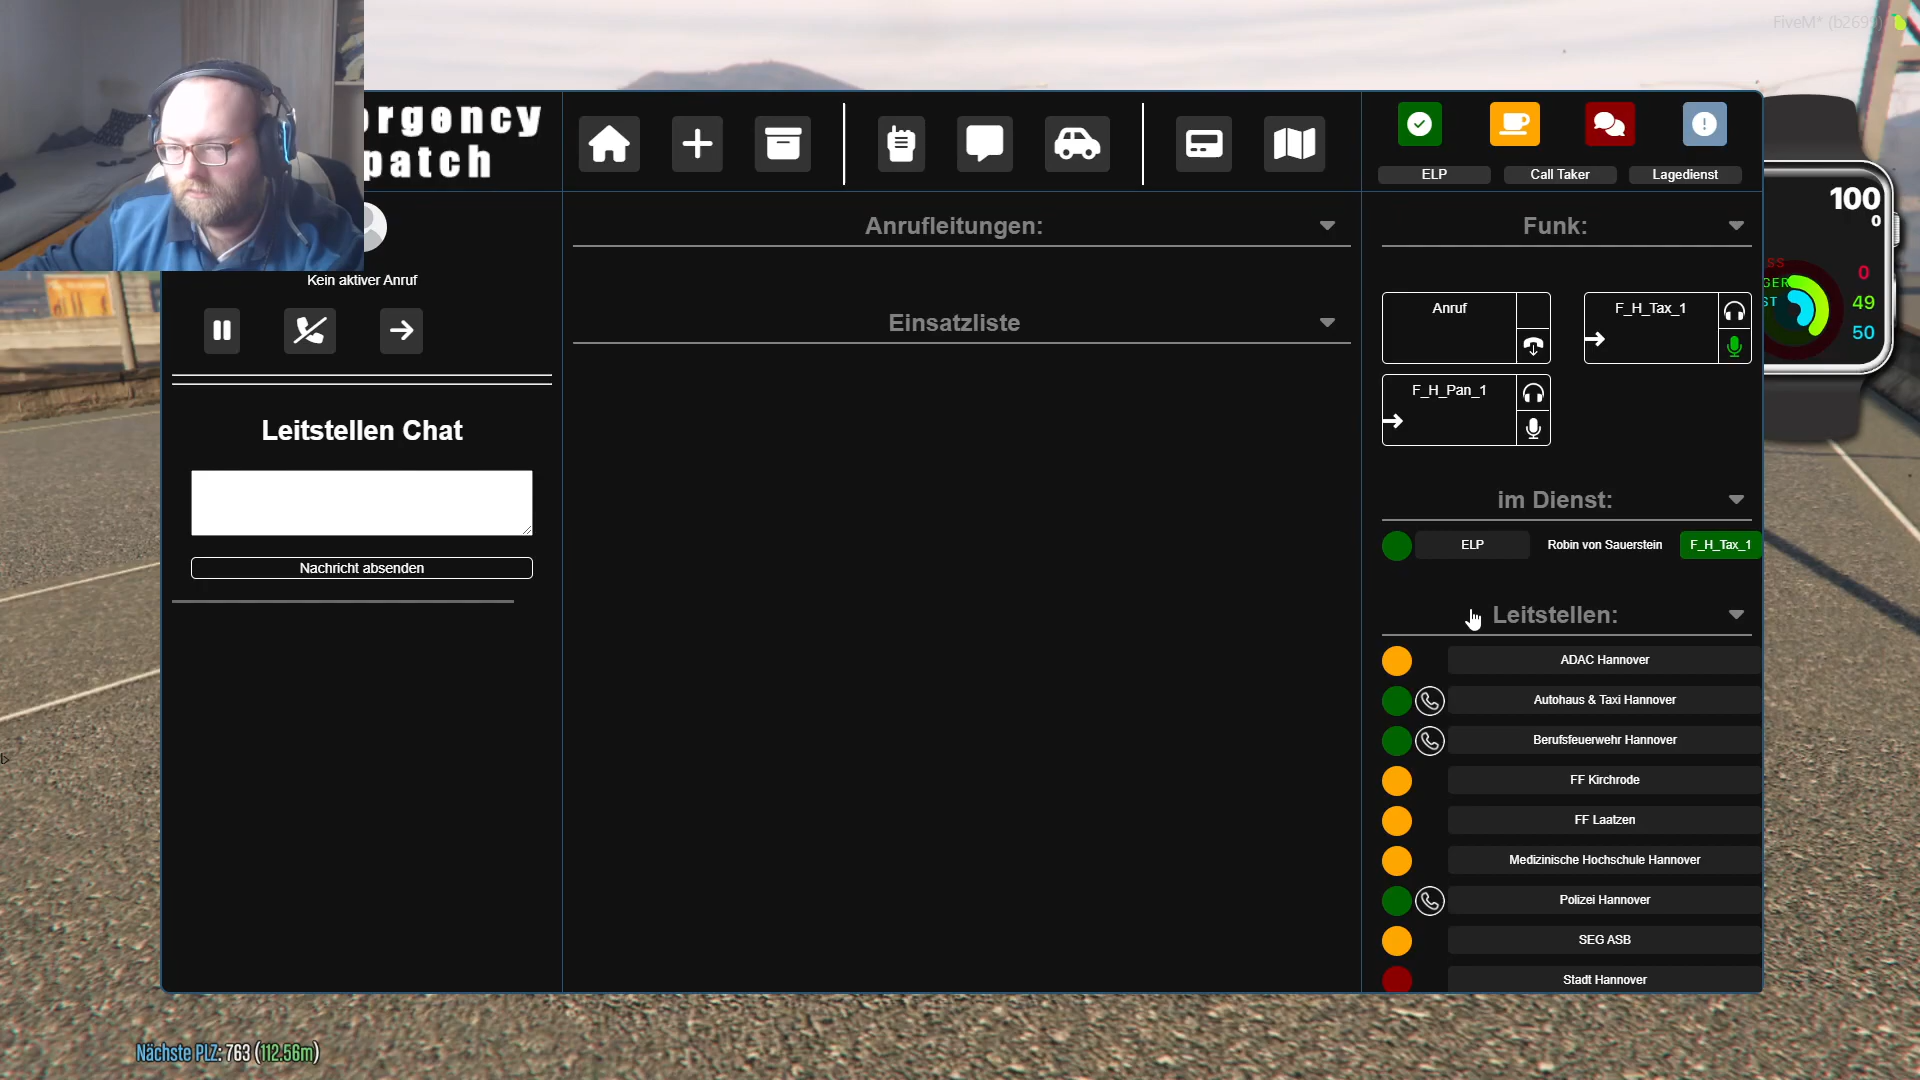 FiveM* (b269
rgency
patch
ELP
Call Taker
Lagedienst
100
0
0
49
50
Kein aktiver Anruf
Leitstellen Chat
Nachricht absenden
Anrufleitungen:
Einsatzliste
Funk:
Anruf
F_H_Tax_1
F_H_Pan_1
im Dienst:
ELP
Robin von Sauerstein
F_H_Tax_1
Leitstellen:
ADAC Hannover
Autohaus & Taxi Hannover
Berufsfeuerwehr Hannover
FF Kirchrode
FF Laatzen
Medizinische Hochschule Hannover
Polizei Hannover
SEG ASB
Stadt Hannover
Nächste PLZ: 763 (112.56m)